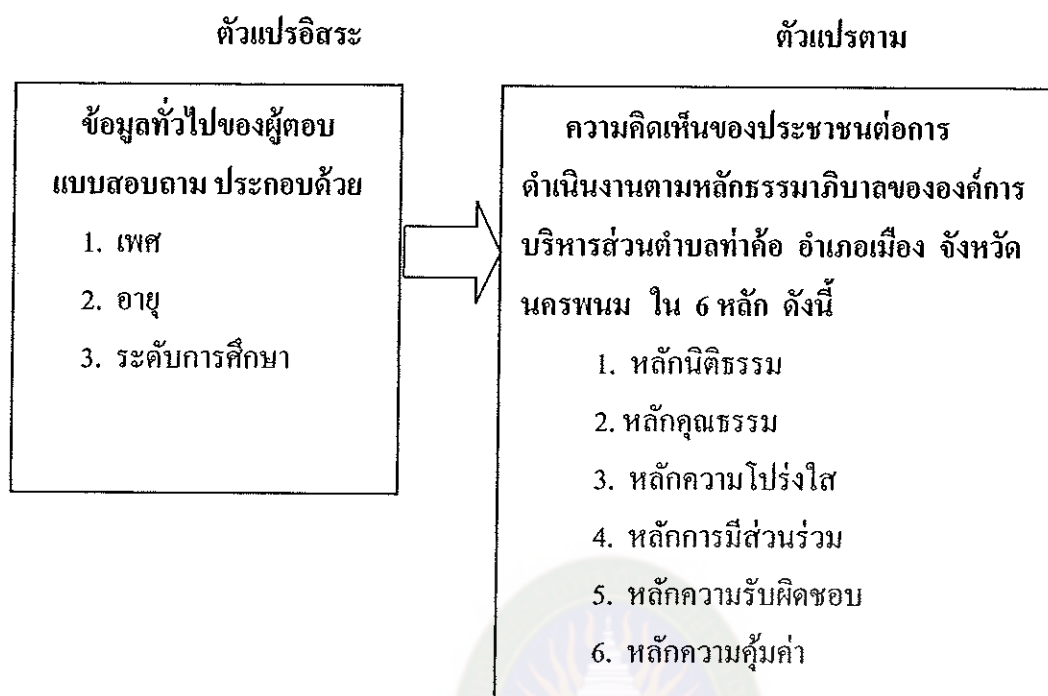 ตัวแปรอิสระ
ตัวแปรตาม
ข้อมูลทั่วไปของผู้ตอบ
แบบสอบถาม ประกอบด้วย
1. เพศ
2. อายุ
3. ระดับการศึกษา
ความคิดเห็นของประชาชนต่อการ
ดำเนินงานตามหลักธรรมาภิบาลขององค์การ
บริหารส่วนตำบลท่าค้อ อำเภอเมือง จังหวัด
นครพนม ใน 6 หลัก ดังนี้
1. หลักนิติธรรม
2. หลักคุณธรรม
3. หลักความโปร่งใส
4. หลักการมีส่วนร่วม
5. หลักความรับผิดชอบ
6. หลักความคุ้มค่า